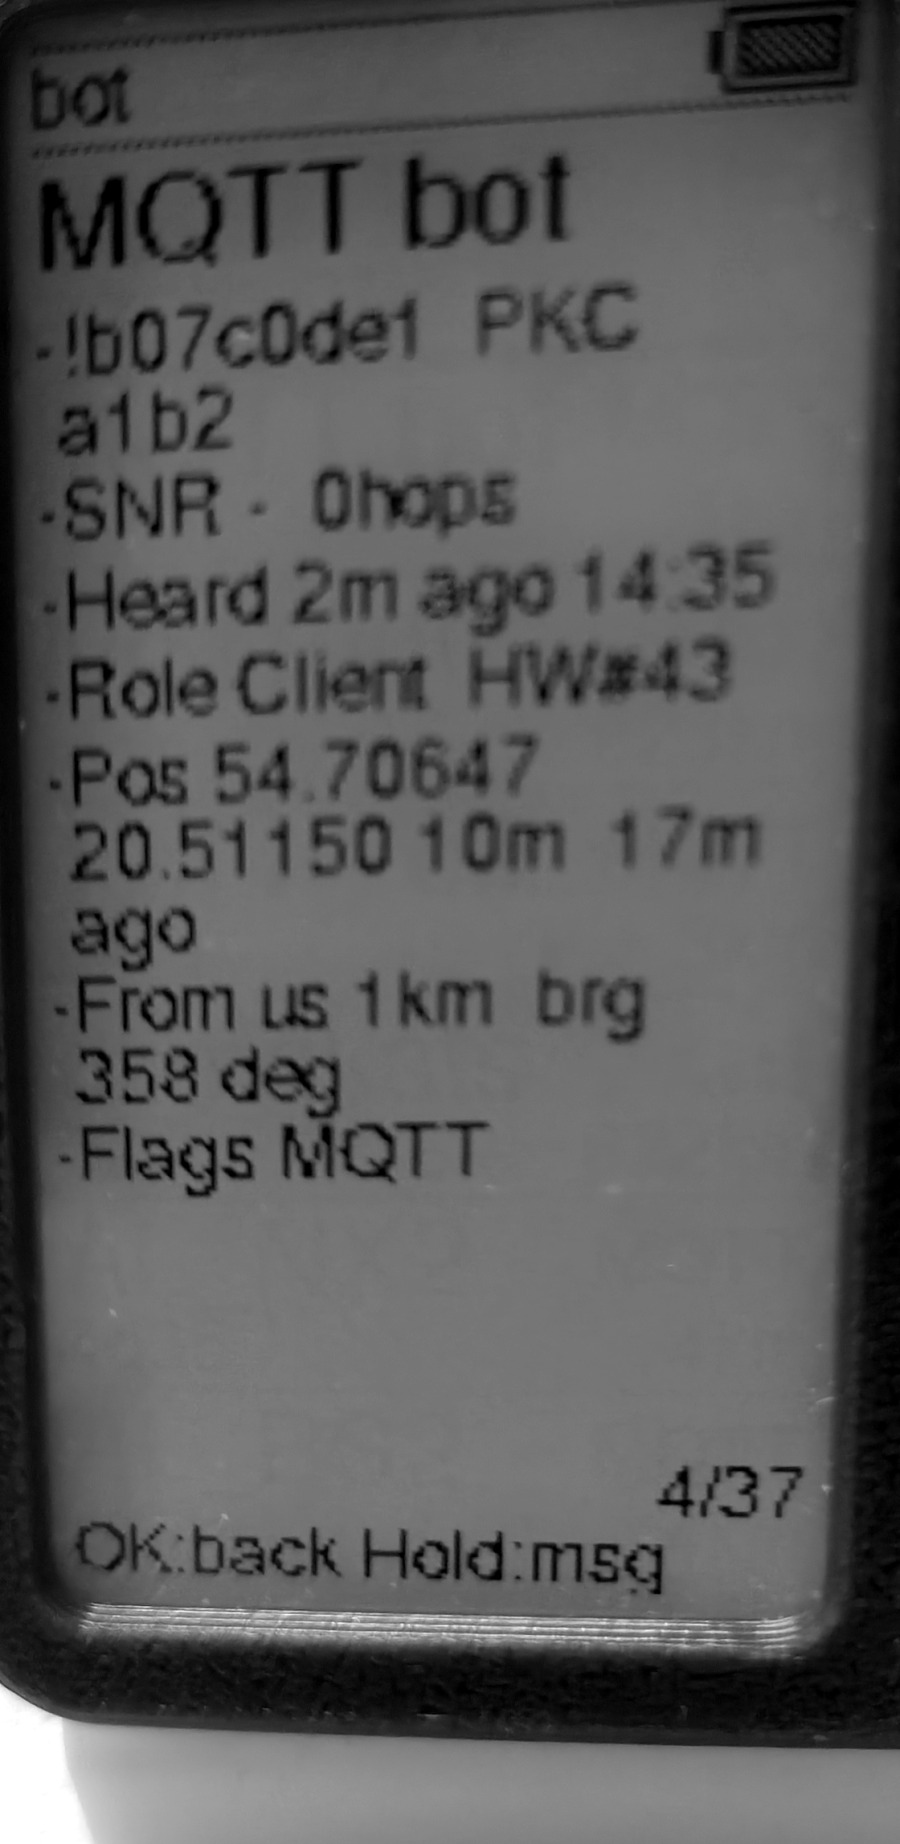 bot
MQTT bot
-!b07c0de1 PKC
a1b2
-SNR - 0hops
-Heard 2m ago 14:35
-Role Client HW#43
-Pos 54.70647
20.51150 10m 17m
ago
-From us 1km brg
358 deg
-Flags MQTT
4/37
OK:back Hold:msg